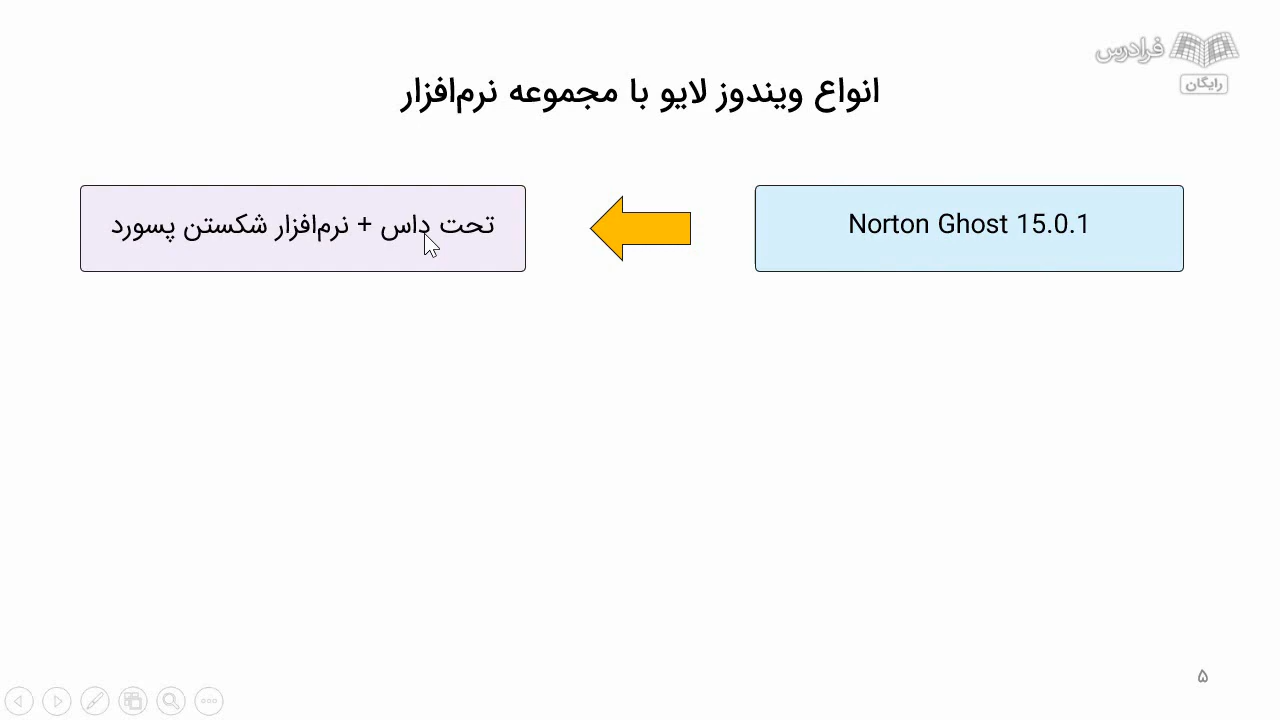 فرادرس
رایگان
انواع ویندوز لایو با مجموعه نرم‌افزار
Norton Ghost 15.0.1
تحت داس + نرم‌افزار شکستن پسورد
۵